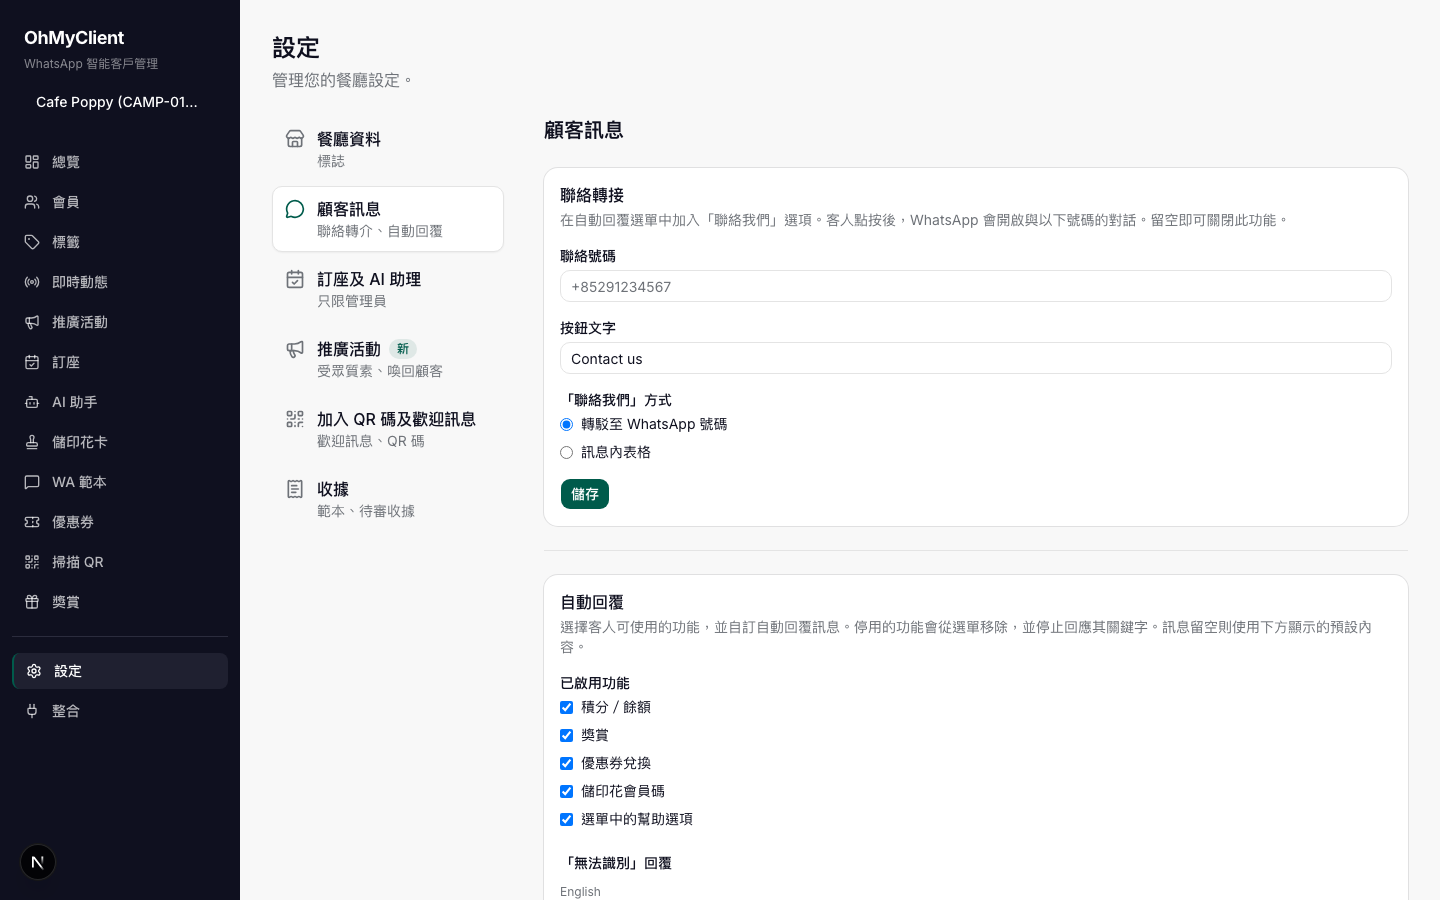 OhMyClient
WhatsApp 智能客戶管理
Cafe Poppy (CAMP-01...
總覽
會員
標籤
即時動態
推廣活動
訂座
AI 助手
儲印花卡
WA 範本
優惠券
掃描 QR
獎賞
設定
整合
N
設定
管理您的餐廳設定。
餐廳資料
標誌
顧客訊息
聯絡轉介、自動回覆
訂座及 AI 助理
只限管理員
推廣活動 新
受眾質素、喚回顧客
加入 QR 碼及歡迎訊息
歡迎訊息、QR 碼
收據
範本、待審收據
顧客訊息
聯絡轉接
在自動回覆選單中加入「聯絡我們」選項。客人點按後，WhatsApp 會開啟與以下號碼的對話。留空即可關閉此功能。
聯絡號碼
+85291234567
按鈕文字
Contact us
「聯絡我們」方式
轉駁至 WhatsApp 號碼
訊息內表格
儲存
自動回覆
選擇客人可使用的功能，並自訂自動回覆訊息。停用的功能會從選單移除，並停止回應其關鍵字。訊息留空則使用下方顯示的預設內
容。
已啟用功能
積分 / 餘額
獎賞
優惠券兌換
儲印花會員碼
選單中的幫助選項
「無法識別」回覆
English